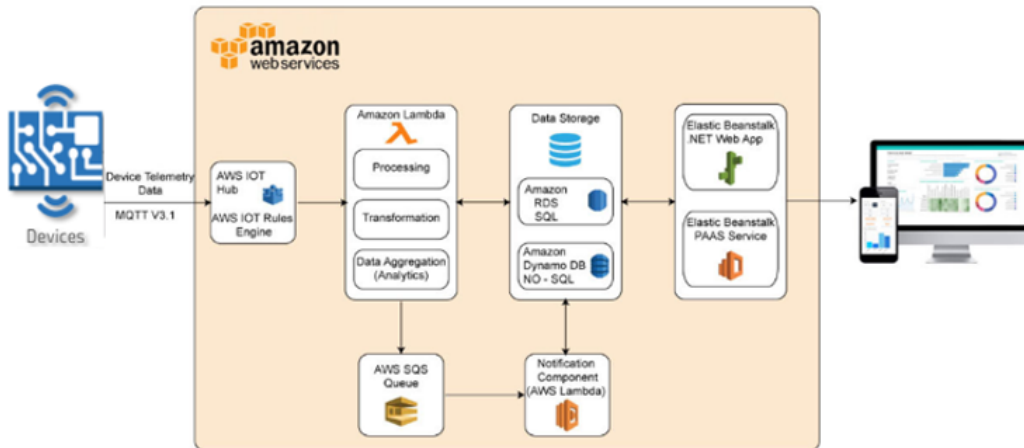 amazon
webservices
Devices
Device Telemetry
Data
MQTT V3.1
AWS IOT
Hub
AWS IOT Rules
Engine
Amazon Lambda
Processing
Transformation
Data Aggregation
(Analytics)
Data Storage
Amazon
RDS
SQL
Amazon
Dynamo DB
NO - SQL
Elastic Beanstalk
.NET Web App
Elastic Beanstalk
PAAS Service
AWS SQS
Queue
Notification
Component
(AWS Lambda)